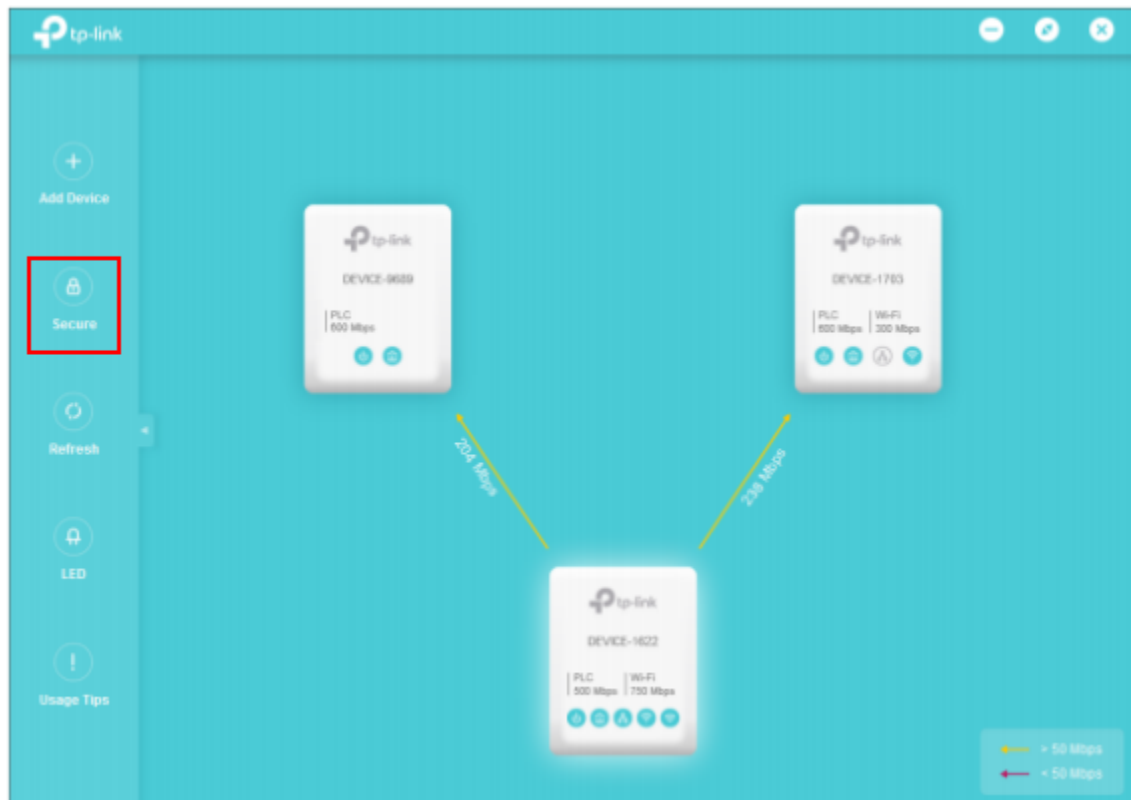 tp-link
Add Device
Secure
Refresh
LED
Usage Tips
tp-link
DEVICE-9689
PLC
600 Mbps
tp-link
DEVICE-1703
PLC
600 Mbps
Wi-Fi
300 Mbps
204 Mbps
238 Mbps
tp-link
DEVICE-1622
PLC
500 Mbps
Wi-Fi
750 Mbps
> 50 Mbps
< 50 Mbps